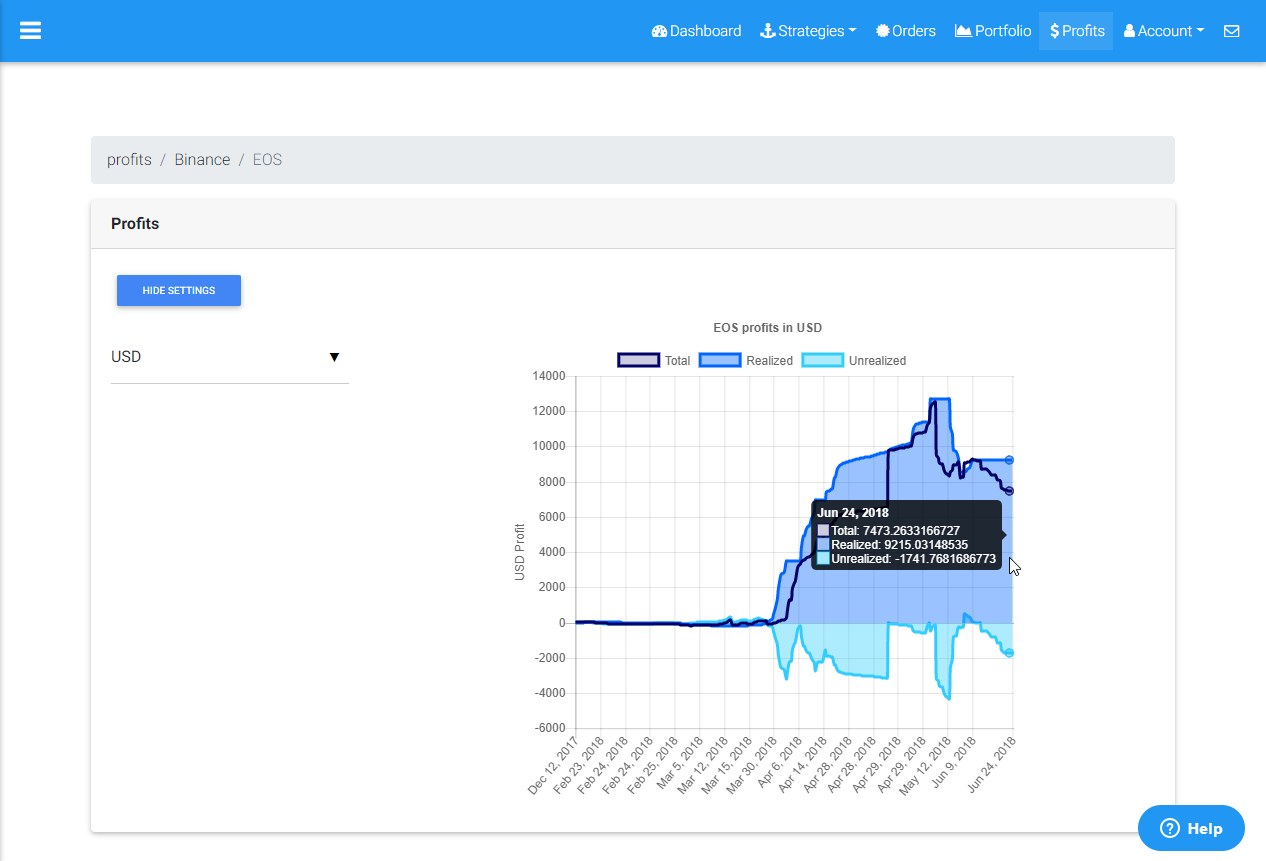 Dashboard Strategies Orders Portfolio $ Profits Account
profits / Binance / EOS
Profits
HIDE SETTINGS
USD
EOS profits in USD
Total Realized Unrealized
USD Profit
14000
12000
10000
8000
6000
4000
2000
0
-2000
-4000
-6000
Jun 24, 2018
Total: 7473.2633166727
Realized: 9215.03148535
Unrealized: -1741.7681686773
Dec 12, 2017
Feb 23, 2018
Feb 24, 2018
Feb 24, 2018
Feb 25, 2018
Mar 5, 2018
Mar 12, 2018
Mar 15, 2018
Mar 30, 2018
Apr 6, 2018
Apr 14, 2018
Apr 28, 2018
Apr 28, 2018
Apr 29, 2018
Apr 29, 2018
May 12, 2018
Jun 9, 2018
Jun 24, 2018
? Help